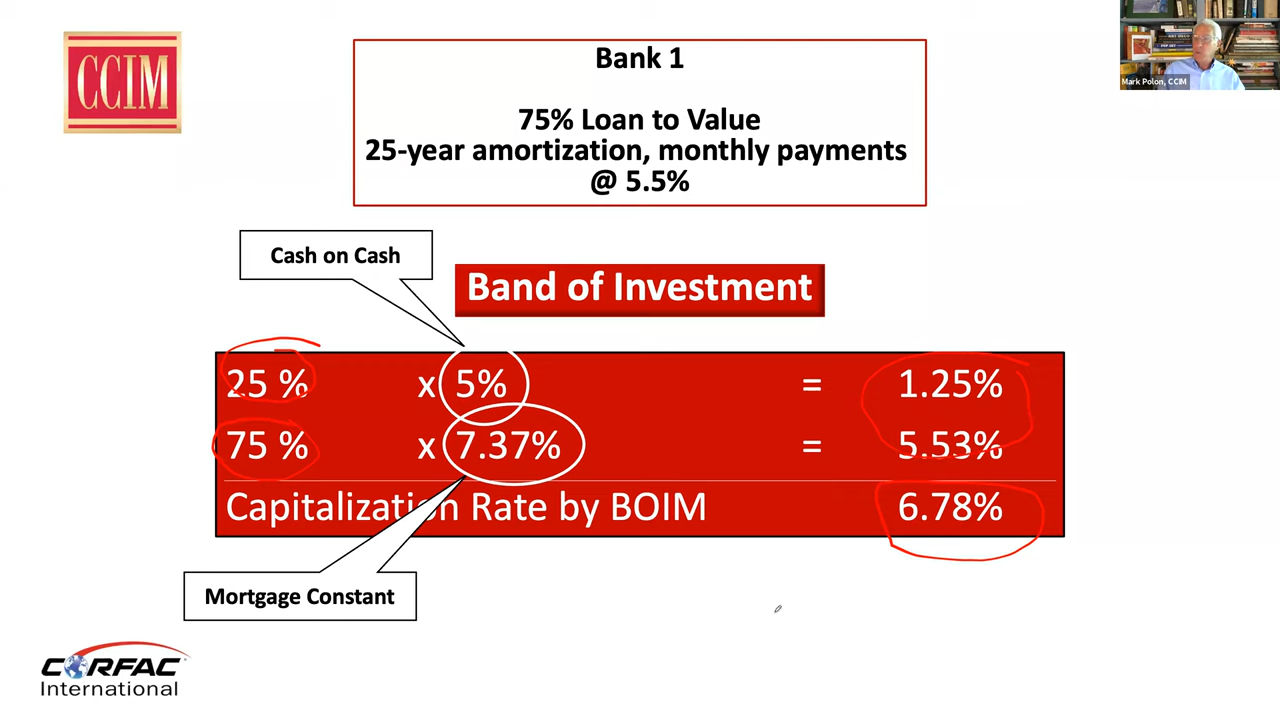 CCIM
Bank 1
75% Loan to Value
25-year amortization, monthly payments
@ 5.5%
Mark Polon, CCIM
Cash on Cash
Band of Investment
25 % x 5% = 1.25%
75 % x 7.37% = 5.53%
Capitalization Rate by BOIM 6.78%
Mortgage Constant
CORFAC
International